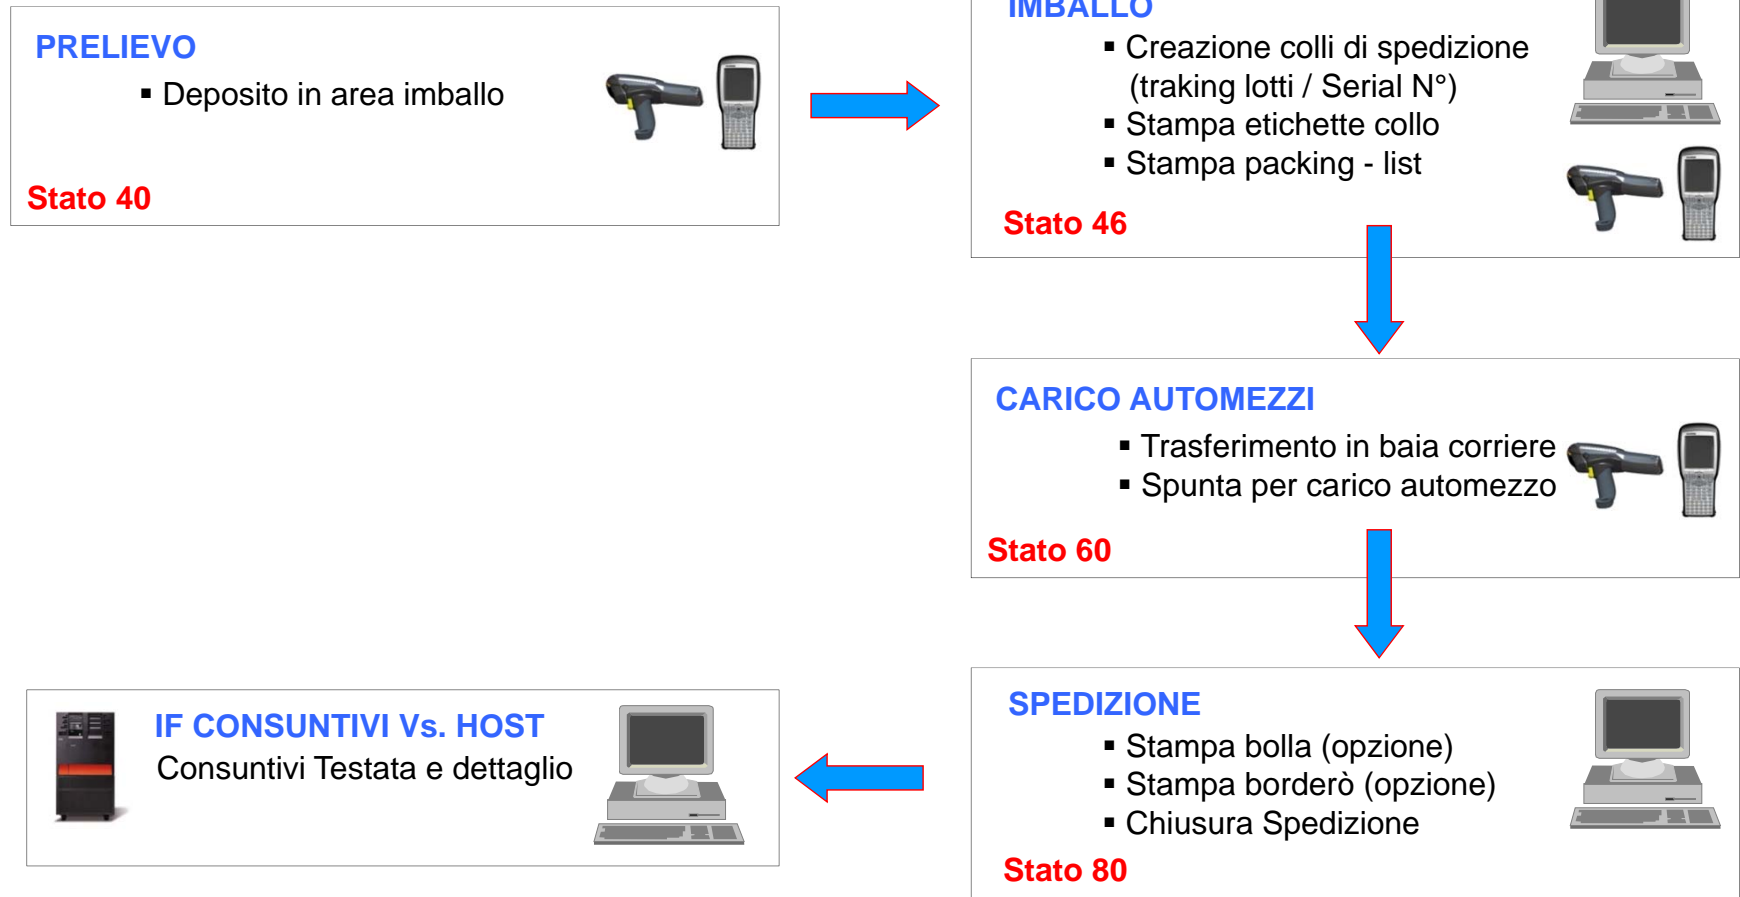 PRELIEVO
▪ Deposito in area imballo
Stato 40
IMBALLO
▪ Creazione colli di spedizione
(traking lotti / Serial N°)
▪ Stampa etichette collo
▪ Stampa packing - list
Stato 46
CARICO AUTOMEZZI
▪ Trasferimento in baia corriere
▪ Spunta per carico automezzo
Stato 60
SPEDIZIONE
▪ Stampa bolla (opzione)
▪ Stampa borderò (opzione)
▪ Chiusura Spedizione
Stato 80
IF CONSUNTIVI Vs. HOST
Consuntivi Testata e dettaglio